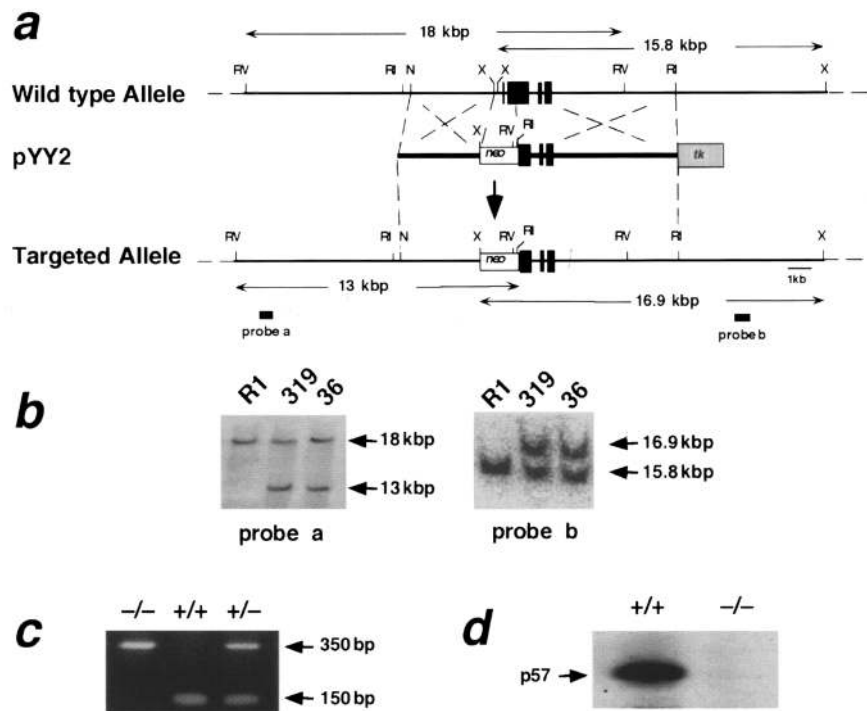 a
18 kbp
15.8 kbp
RV RI N X X RV RI X
Wild type Allele
X RV RI
pYY2 neo tk
RV RI N X RV RI RV RI X
Targeted Allele neo
1kb
13 kbp 16.9 kbp
probe a probe b
b
R1 319 36 R1 319 36
18 kbp 16.9 kbp
13 kbp 15.8 kbp
probe a probe b
c
–/– +/+ +/–
350 bp
150 bp
d
+/+ –/–
p57